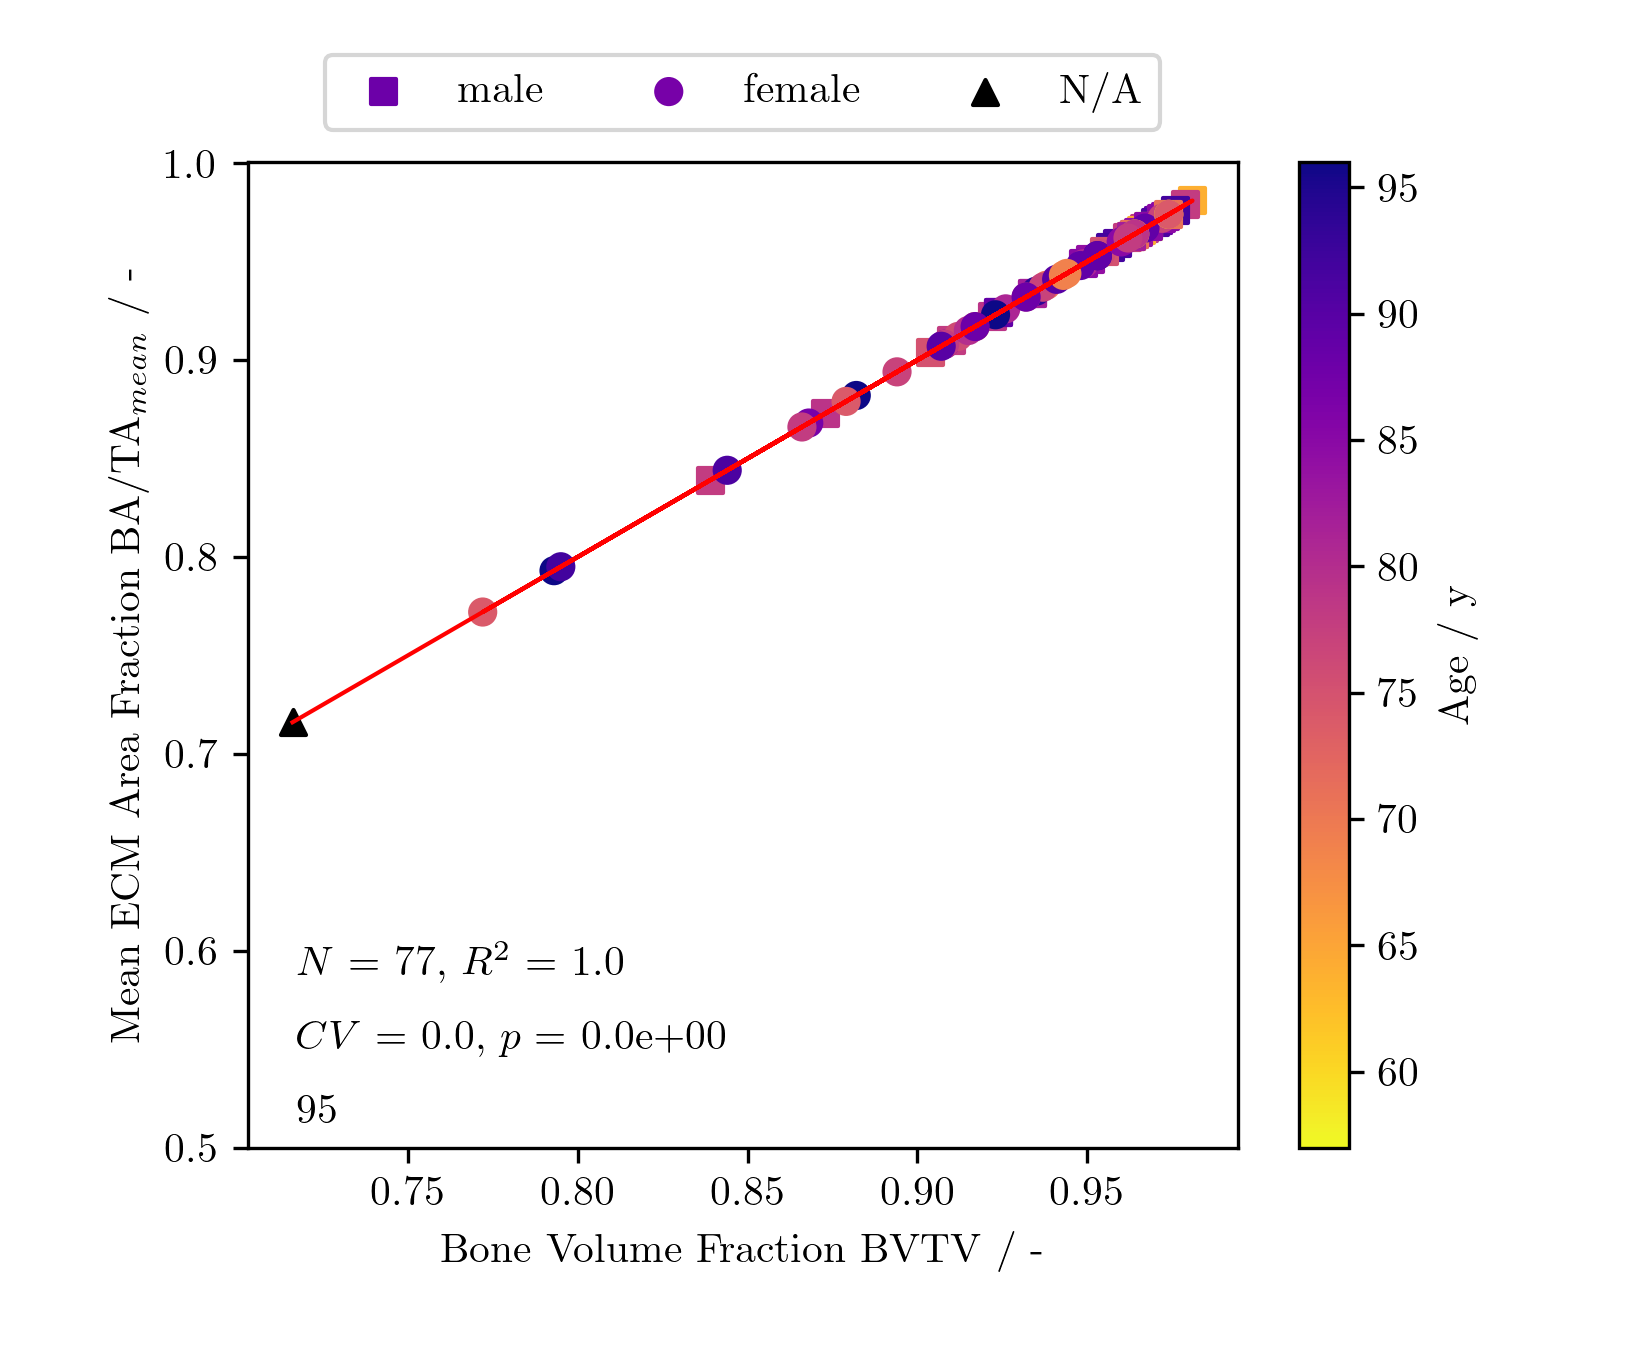 male female N/A
1.0
0.9
0.8
0.7
0.6
0.5
Mean ECM Area Fraction BA/TA_mean / -
N = 77, R² = 1.0
CV = 0.0, p = 0.0e+00
95
0.75 0.80 0.85 0.90 0.95
Bone Volume Fraction BVTV / -
95
90
85
80
75
70
65
60
Age / y